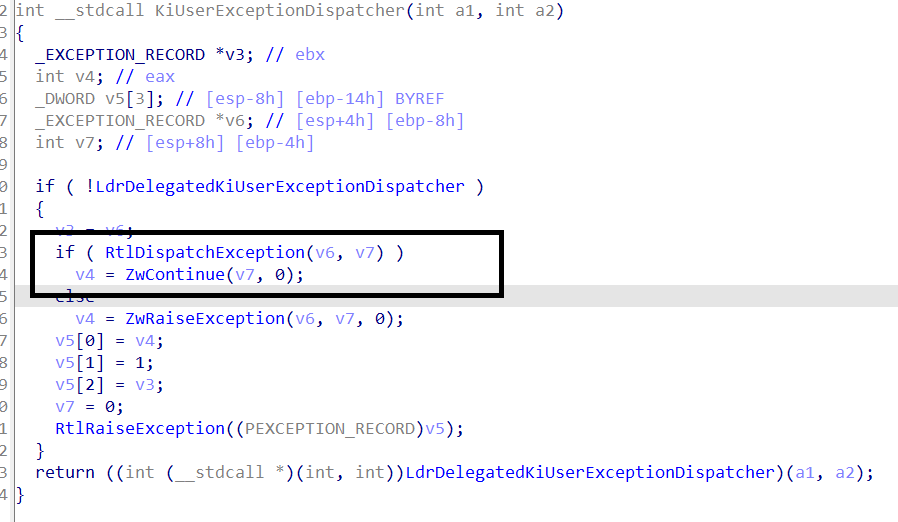 2 int __stdcall KiUserExceptionDispatcher(int a1, int a2)
3 {
4 _EXCEPTION_RECORD *v3; // ebx
5 int v4; // eax
6 _DWORD v5[3]; // [esp-8h] [ebp-14h] BYREF
7 _EXCEPTION_RECORD *v6; // [esp+4h] [ebp-8h]
8 int v7; // [esp+8h] [ebp-4h]
9
0 if ( !LdrDelegatedKiUserExceptionDispatcher )
1 {
2 v3 = v6;
3 if ( RtlDispatchException(v6, v7) )
4 v4 = ZwContinue(v7, 0);
5 else
6 v4 = ZwRaiseException(v6, v7, 0);
7 v5[0] = v4;
8 v5[1] = 1;
9 v5[2] = v3;
0 v7 = 0;
1 RtlRaiseException((PEXCEPTION_RECORD)v5);
2 }
3 return ((int (__stdcall *)(int, int))LdrDelegatedKiUserExceptionDispatcher)(a1, a2);
4 }